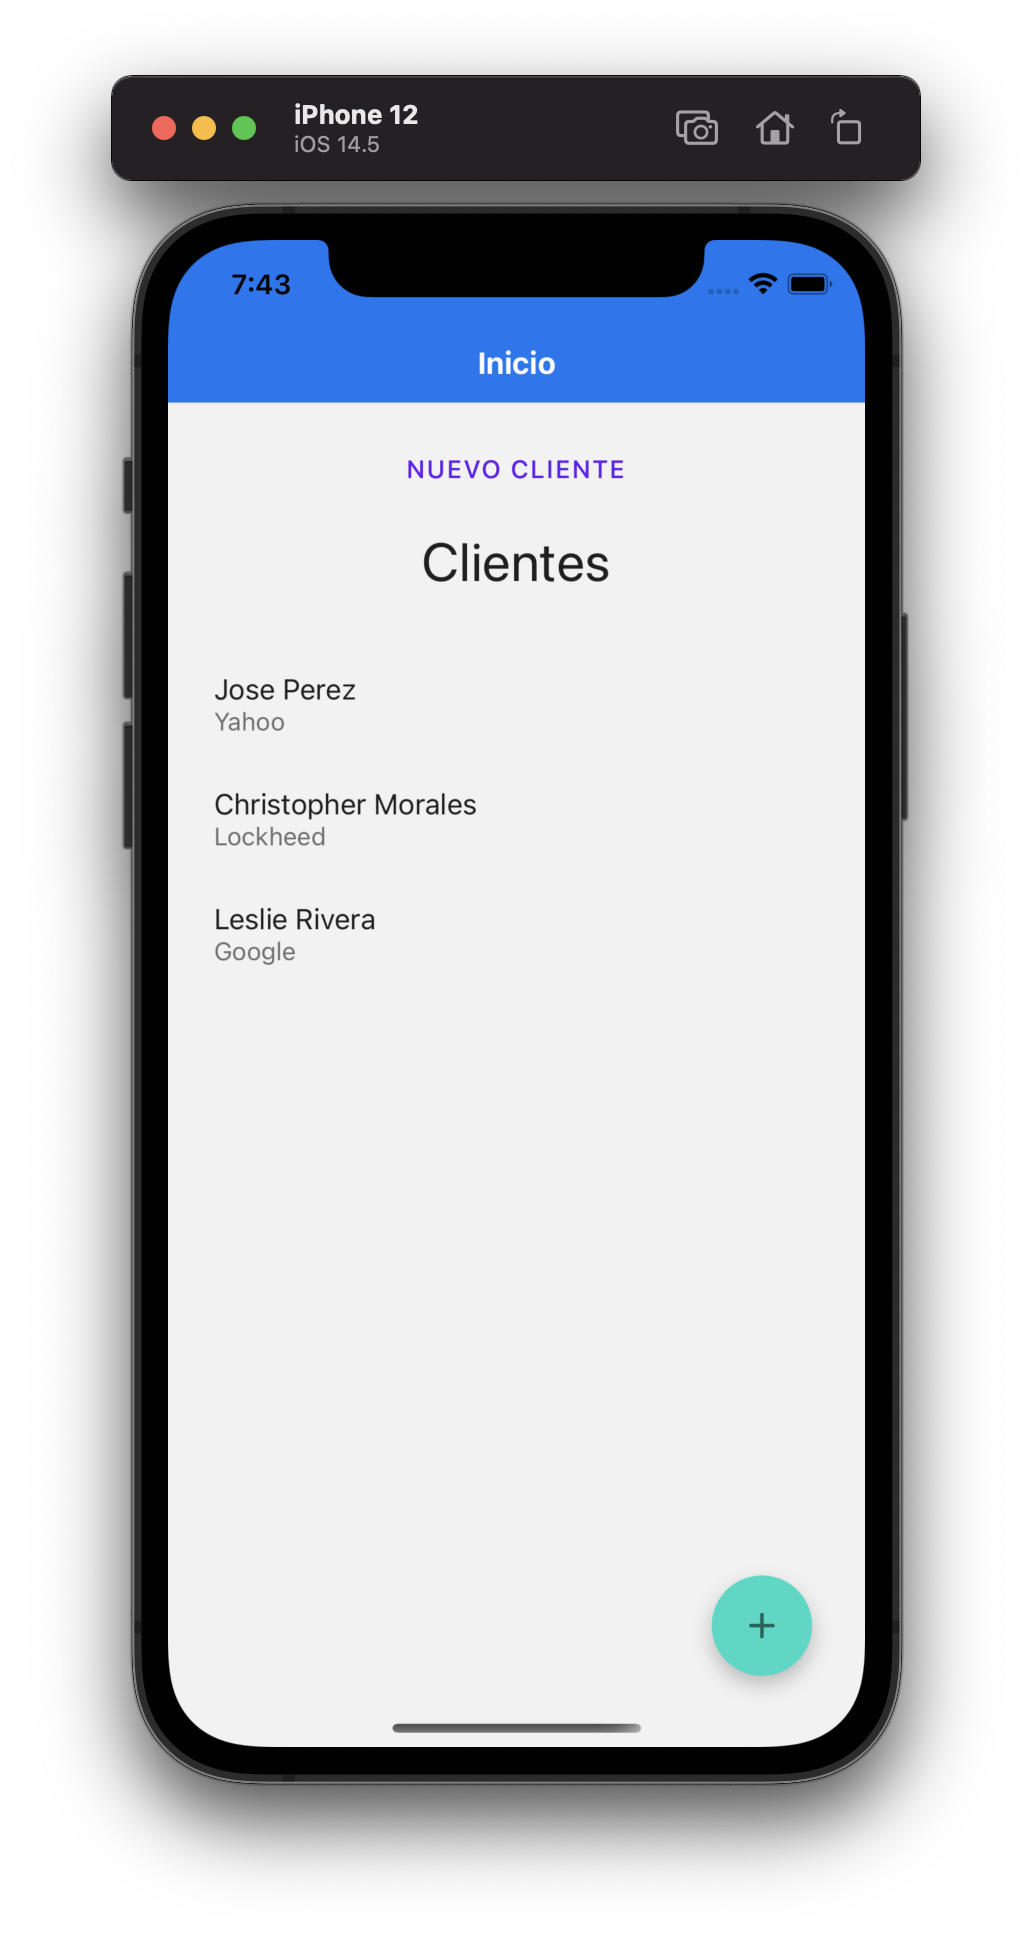 iPhone 12
iOS 14.5
7:43
Inicio
NUEVO CLIENTE
Clientes
Jose Perez
Yahoo
Christopher Morales
Lockheed
Leslie Rivera
Google